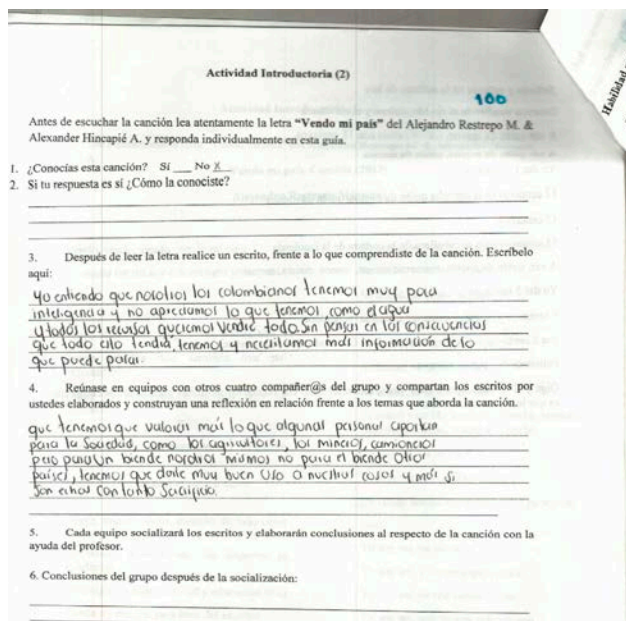 Actividad Introductoria (2)
100
Habilidad
Antes de escuchar la canción lea atentamente la letra “Vendo mi país” del Alejandro Restrepo M. &
Alexander Hincapié A. y responda individualmente en esta guía.
1. ¿Conocías esta canción? Sí ___ No X
2. Si tu respuesta es sí ¿Cómo la conociste?
3. Después de leer la letra realice un escrito, frente a lo que comprendiste de la canción. Escríbelo
aquí:
Yo entiendo que nosotros los colombianos tenemos muy poca
inteligencia y no apreciamos lo que tenemos como el agua
y todos los recursos queremos vender todo sin pensar en las consecuencias
que todo esto tendía, tenemos y necesitamos más información de lo
que puede pasar.
4. Reúnase en equipos con otros cuatro compañer@s del grupo y compartan los escritos por
ustedes elaborados y construyan una reflexión en relación frente a los temas que aborda la canción.
que tenemos que valorar más lo que algunas personas aportan
para la sociedad, como los agricultores, los mineros, camioneros
pero para un biende nosotros mismos no para el biende otros
países, tenemos que darle muy buen uso a nuestras cosas y más si
son echas con tanto sacrificio.
5. Cada equipo socializará los escritos y elaborarán conclusiones al respecto de la canción con la
ayuda del profesor.
6. Conclusiones del grupo después de la socialización: